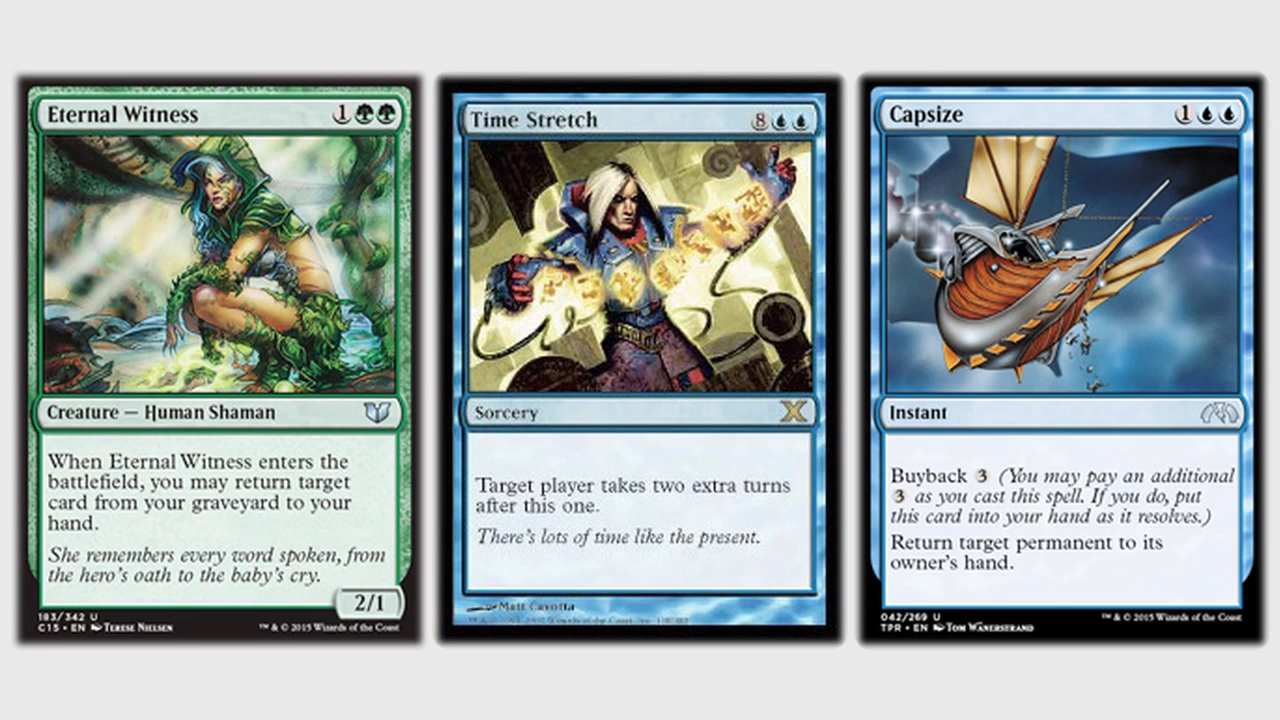 Eternal Witness
1
Creature — Human Shaman
When Eternal Witness enters the
battlefield, you may return target
card from your graveyard to your
hand.
She remembers every word spoken, from
the hero's oath to the baby's cry.
2/1
183/342 U
C15 • EN Terese Nielsen
™ & © 2015 Wizards of the Coast
Time Stretch
8
Sorcery
X
Target player takes two extra turns
after this one.
There's lots of time like the present.
Matt Cavotta
Capsize
1
Instant
Buyback 3 (You may pay an additional
3 as you cast this spell. If you do, put
this card into your hand as it resolves.)
Return target permanent to its
owner's hand.
042/269 U
TPR • EN Tom Wänerstrand
™ & © 2015 Wizards of the Coast